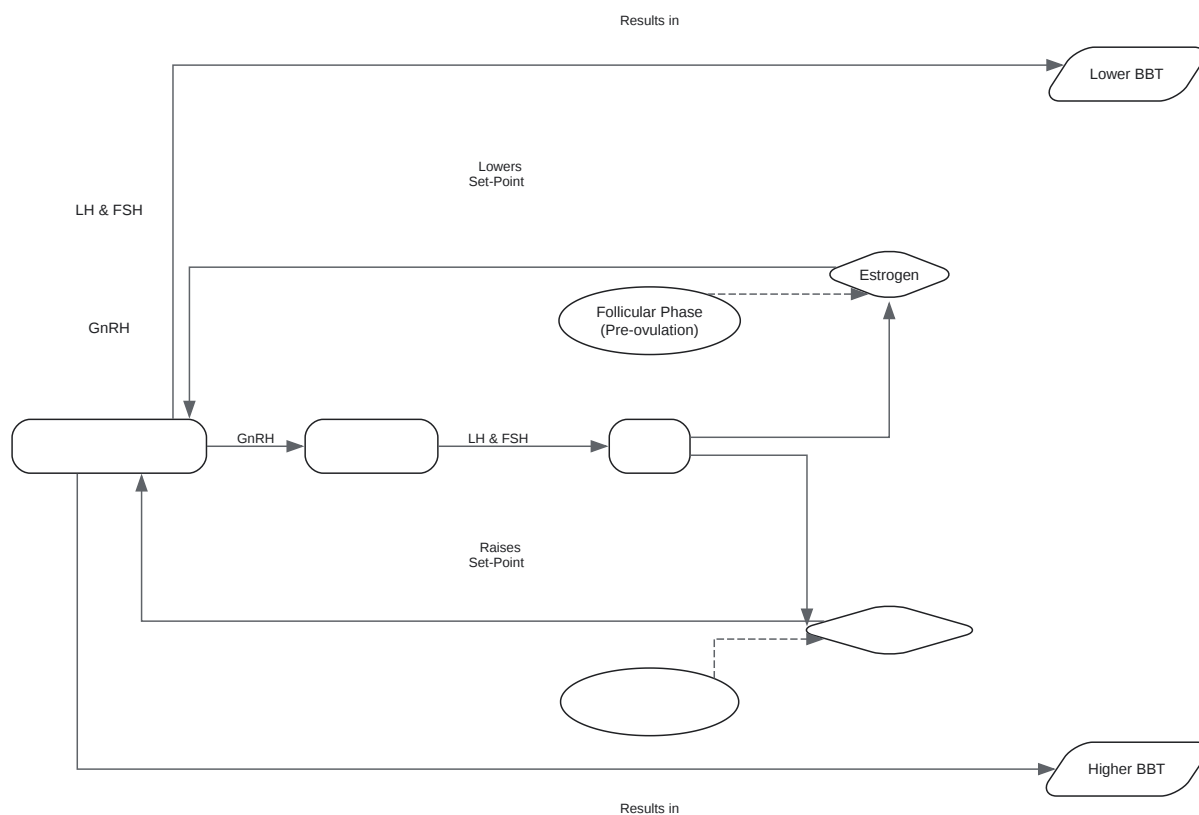 Results in
Lower BBT
Lowers
Set-Point
LH & FSH
Estrogen
Follicular Phase
(Pre-ovulation)
GnRH
GnRH
LH & FSH
Raises
Set-Point
Higher BBT
Results in